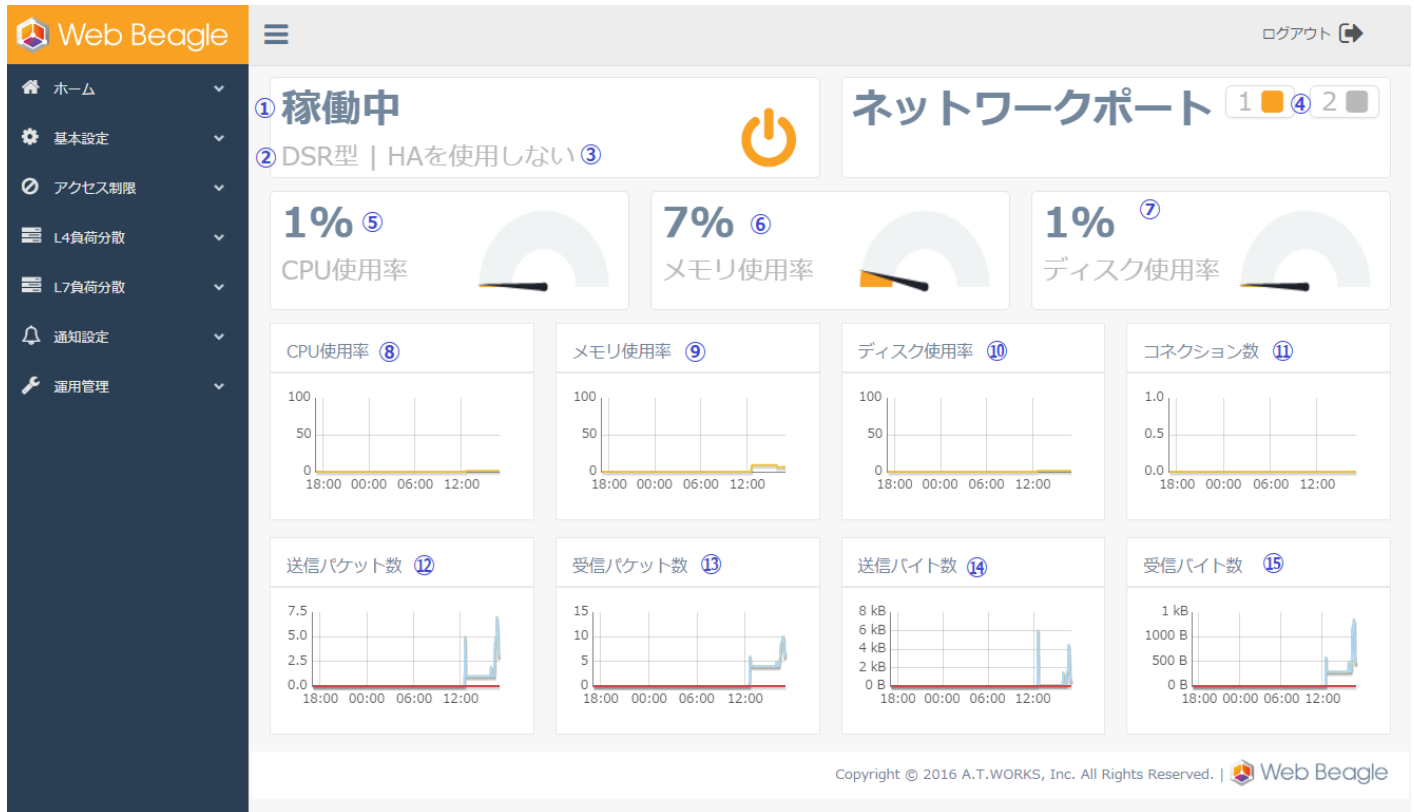 Web Beagle
ログアウト
ホーム
基本設定
アクセス制限
L4負荷分散
L7負荷分散
通知設定
運用管理
① 稼働中
② DSR型 | HAを使用しない ③
ネットワークポート 1 ④ 2
1% ⑤
CPU使用率
7% ⑥
メモリ使用率
1% ⑦
ディスク使用率
CPU使用率 ⑧
100
50
0
18:00 00:00 06:00 12:00
メモリ使用率 ⑨
100
50
0
18:00 00:00 06:00 12:00
ディスク使用率 ⑩
100
50
0
18:00 00:00 06:00 12:00
コネクション数 ⑪
1.0
0.5
0.0
18:00 00:00 06:00 12:00
送信パケット数 ⑫
7.5
5.0
2.5
0.0
18:00 00:00 06:00 12:00
受信パケット数 ⑬
15
10
5
0
18:00 00:00 06:00 12:00
送信バイト数 ⑭
8 kB
6 kB
4 kB
2 kB
0 B
18:00 00:00 06:00 12:00
受信バイト数 ⑮
1 kB
1000 B
500 B
0 B
18:00 00:00 06:00 12:00
Copyright © 2016 A.T.WORKS, Inc. All Rights Reserved. | Web Beagle